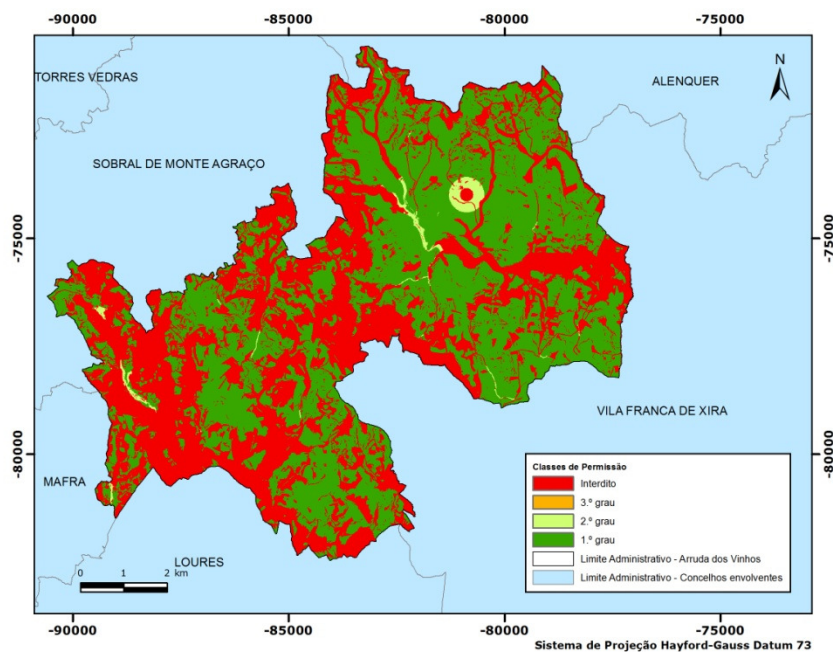 -90000 -85000 -80000 -75000
TORRES VEDRAS
ALENQUER
N
SOBRAL DE MONTE AGRAÇO
-75000 -75000
VILA FRANCA DE XIRA
-80000 -80000
MAFRA
LOURES
0 1 2
km
Classes de Permissão
Interdito
3.º grau
2.º grau
1.º grau
Limite Administrativo - Arruda dos Vinhos
Limite Administrativo - Concelhos envolventes
-90000 -85000 -80000 -75000
Sistema de Projeção Hayford-Gauss Datum 73